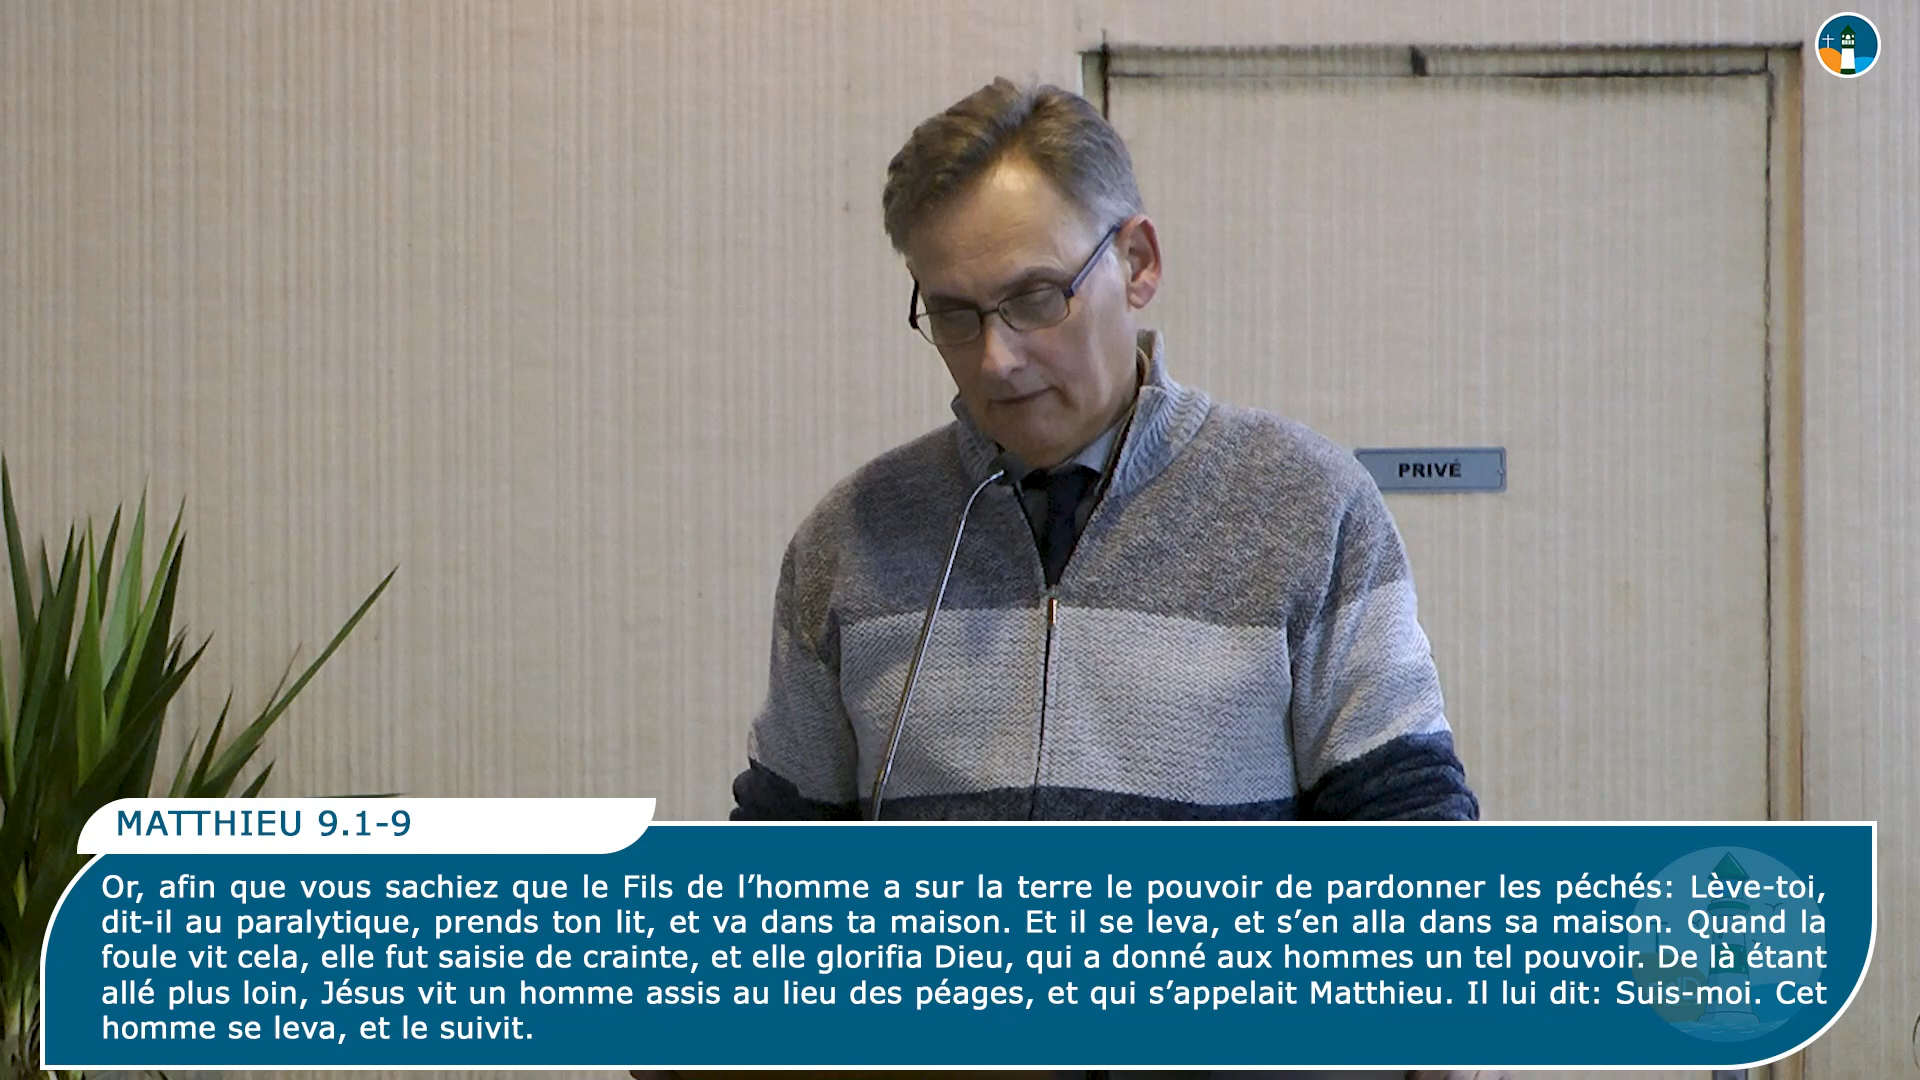 PRIVÉ
MATTHIEU 9.1-9
Or, afin que vous sachiez que le Fils de l’homme a sur la terre le pouvoir de pardonner les péchés: Lève-toi,
dit-il au paralytique, prends ton lit, et va dans ta maison. Et il se leva, et s’en alla dans sa maison. Quand la
foule vit cela, elle fut saisie de crainte, et elle glorifia Dieu, qui a donné aux hommes un tel pouvoir. De là étant
allé plus loin, Jésus vit un homme assis au lieu des péages, et qui s’appelait Matthieu. Il lui dit: Suis-moi. Cet
homme se leva, et le suivit.